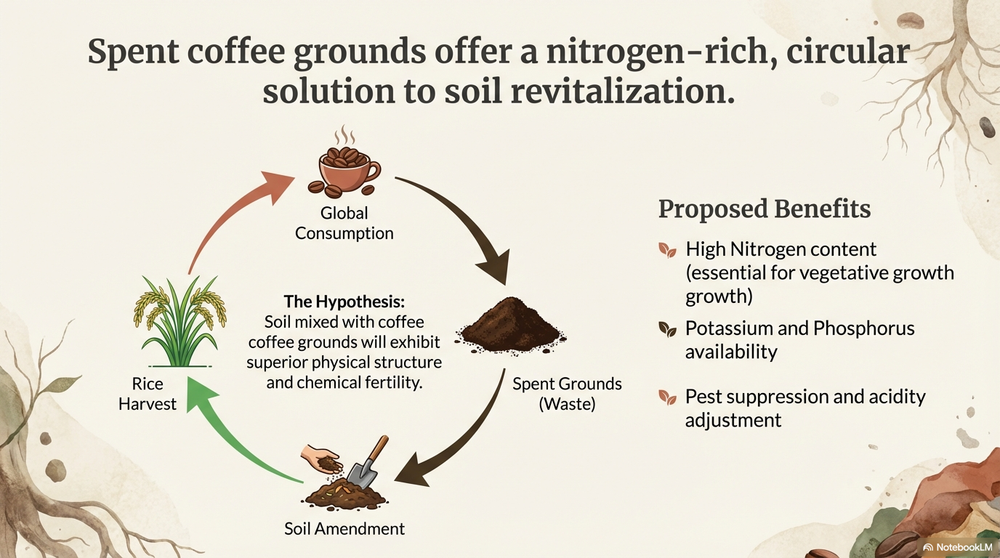 Spent coffee grounds offer a nitrogen-rich, circular
solution to soil revitalization.
Global
Consumption
The Hypothesis:
Soil mixed with coffee
coffee grounds will exhibit
superior physical structure
and chemical fertility.
Rice
Harvest
Spent Grounds
(Waste)
Soil Amendment
Proposed Benefits
High Nitrogen content
(essential for vegetative growth
growth)
Potassium and Phosphorus
availability
Pest suppression and acidity
adjustment
NotebookLM